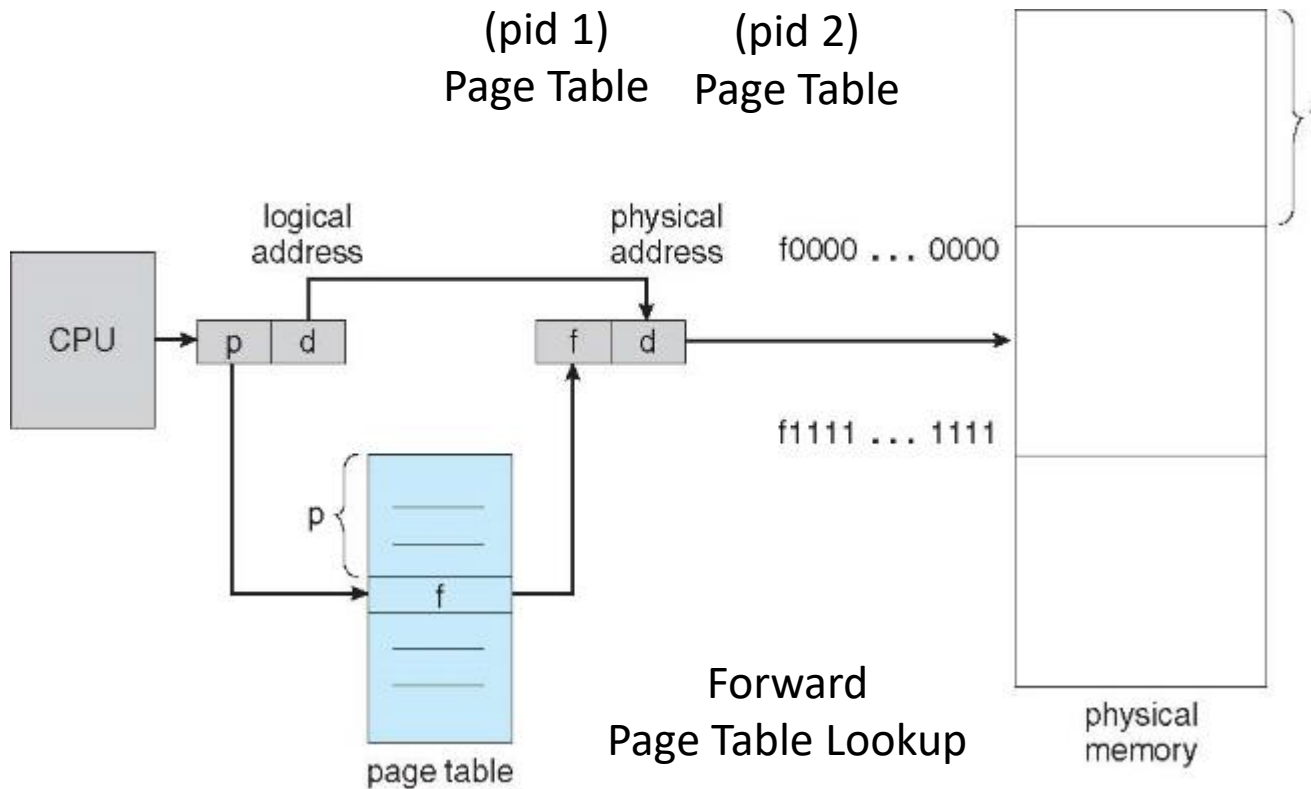 (pid 1)
Page Table
(pid 2)
Page Table
logical
address
physical
address
f0000 ... 0000
CPU
p
d
f
d
f1111 ... 1111
p
f
page table
Forward
Page Table Lookup
physical
memory